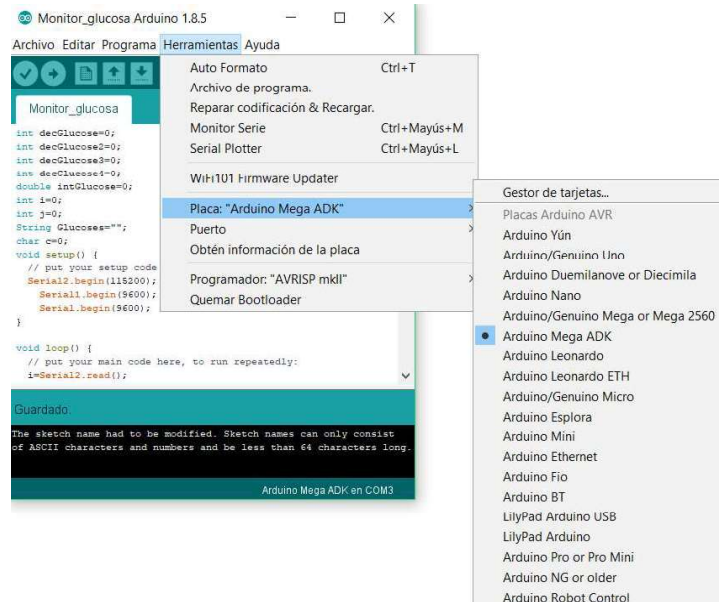 Monitor_glucosa Arduino 1.8.5
Archivo Editar Programa Herramientas Ayuda
Monitor_glucosa
int decGlucose=0;
int decGlucose2=0;
int decGlucose3=0;
int decGlucose4=0;
double intGlucose=0;
int i=0;
int j=0;
String Glucoses="";
char c=0;
void setup() {
// put your setup code
Serial2.begin(115200);
Serial1.begin(9600);
Serial.begin(9600);
}
void loop() {
// put your main code here, to run repeatedly:
i=Serial2.read();
Guardado.
The sketch name had to be modified. Sketch names can only consist
of ASCII characters and numbers and be less than 64 characters long.
Arduino Mega ADK en COM3
Auto Formato Ctrl+T
Archivo de programa.
Reparar codificación & Recargar.
Monitor Serie Ctrl+Mayús+M
Serial Plotter Ctrl+Mayús+L
WiFi101 Firmware Updater
Placa: "Arduino Mega ADK"
Puerto
Obtén información de la placa
Programador: "AVRISP mkII"
Quemar Bootloader
Gestor de tarjetas...
Placas Arduino AVR
Arduino Yún
Arduino/Genuino Uno
Arduino Duemilanove or Diecimila
Arduino Nano
Arduino/Genuino Mega or Mega 2560
Arduino Mega ADK
Arduino Leonardo
Arduino Leonardo ETH
Arduino/Genuino Micro
Arduino Esplora
Arduino Mini
Arduino Ethernet
Arduino Fio
Arduino BT
LilyPad Arduino USB
LilyPad Arduino
Arduino Pro or Pro Mini
Arduino NG or older
Arduino Robot Control